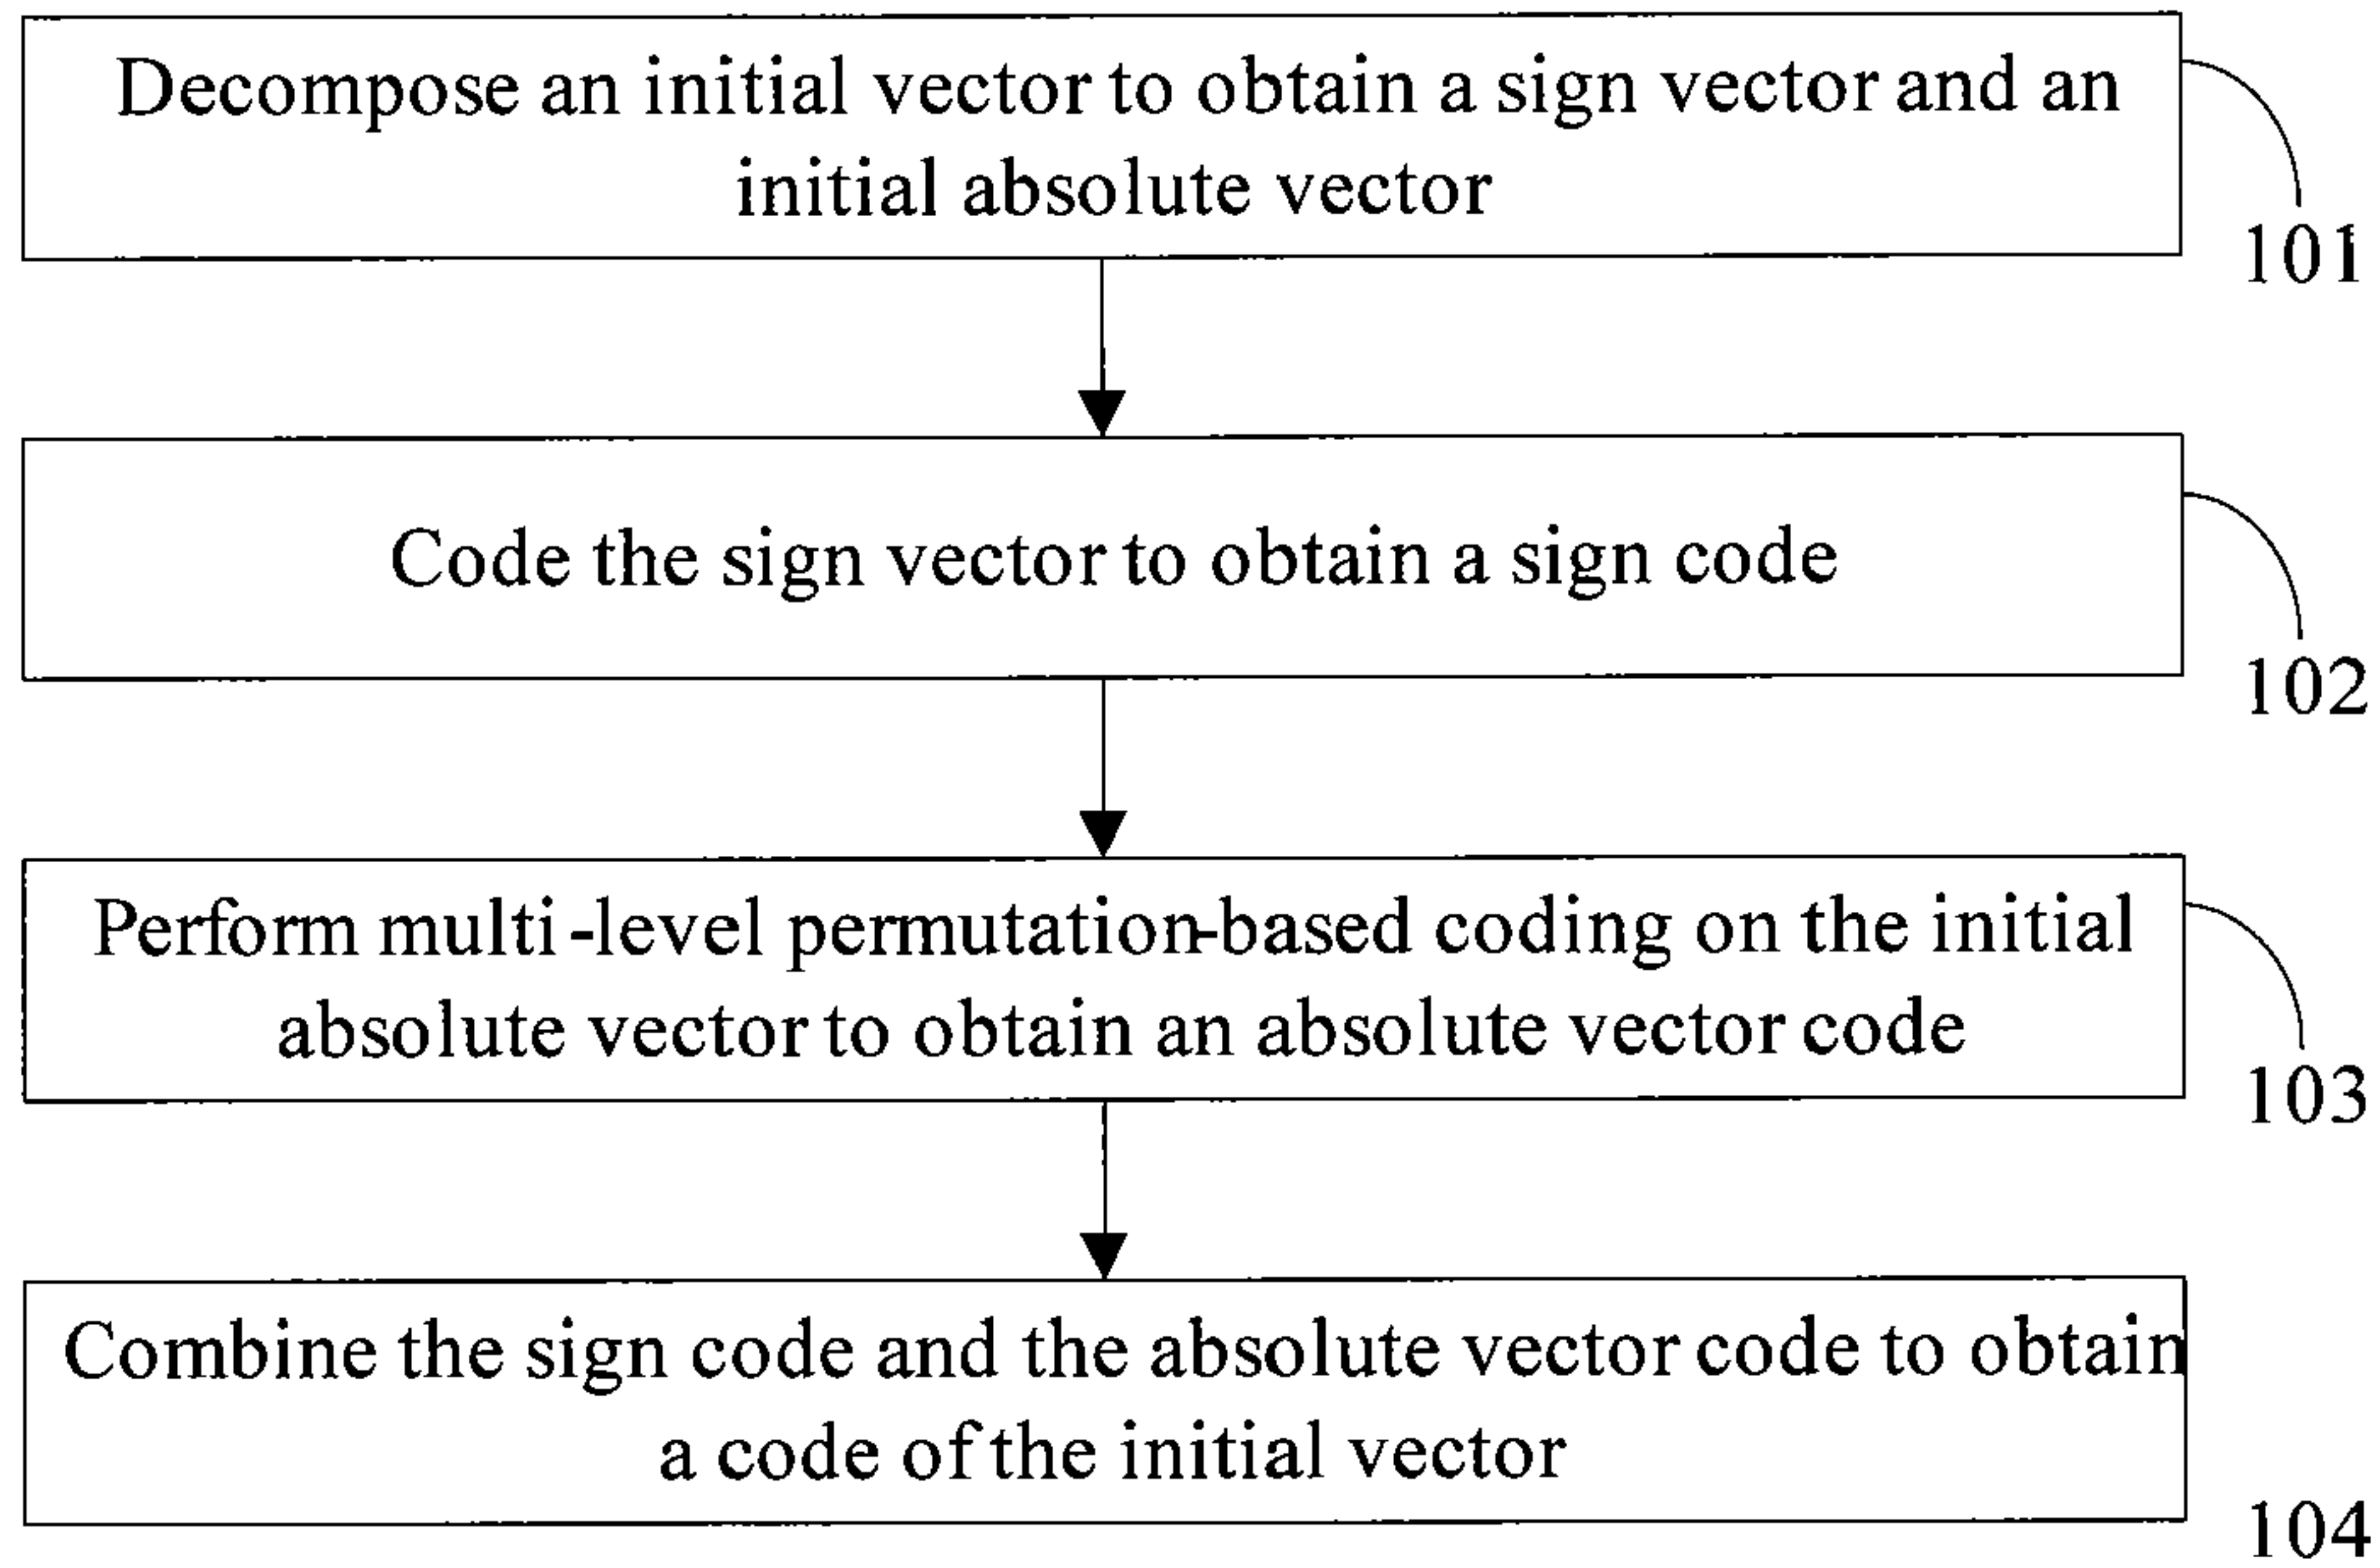 Decompose an initial vector to obtain a sign vector and an
initial absolute vector
101
Code the sign vector to obtain a sign code
102
Perform multi-level permutation-based coding on the initial
absolute vector to obtain an absolute vector code
103
Combine the sign code and the absolute vector code to obtain
a code of the initial vector
104